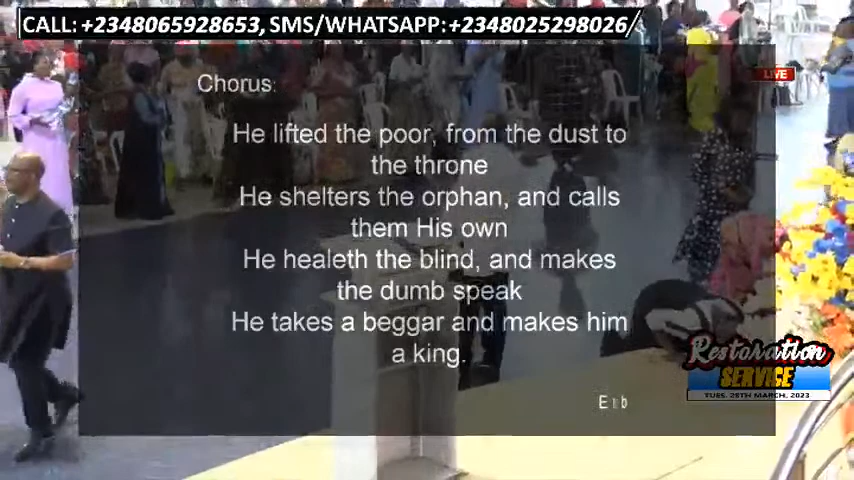 CALL: +2348065928653, SMS/WHATSAPP: +2348025298026/
Chorus:
LIVE
He lifted the poor, from the dust to
the throne
He shelters the orphan, and calls
them His own
He healeth the blind, and makes
the dumb speak
He takes a beggar and makes him
a king.
Restoration
SERVICE
TUES. 28TH MARCH, 2023